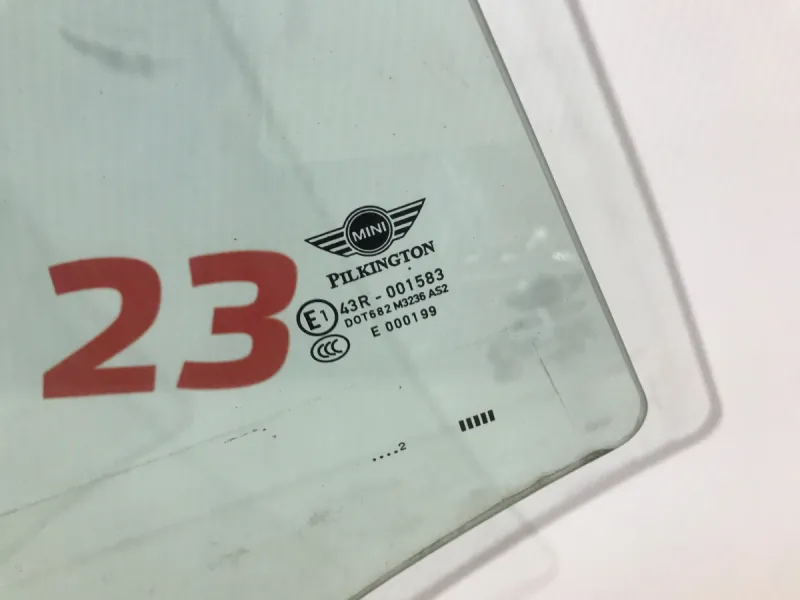 MINI
PILKINGTON
23
E1 43R - 001583
DOT682 M3236 AS2
E 000199
CCC
....2